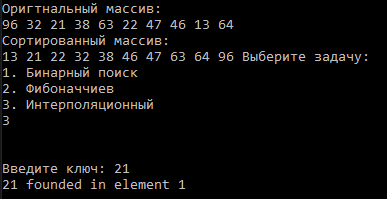 Оригтнальный массив:
96 32 21 38 63 22 47 46 13 64
Сортированный массив:
13 21 22 32 38 46 47 63 64 96 Выберите задачу:
1. Бинарный поиск
2. Фибоначчиев
3. Интерполяционный
3
Введите ключ: 21
21 founded in element 1